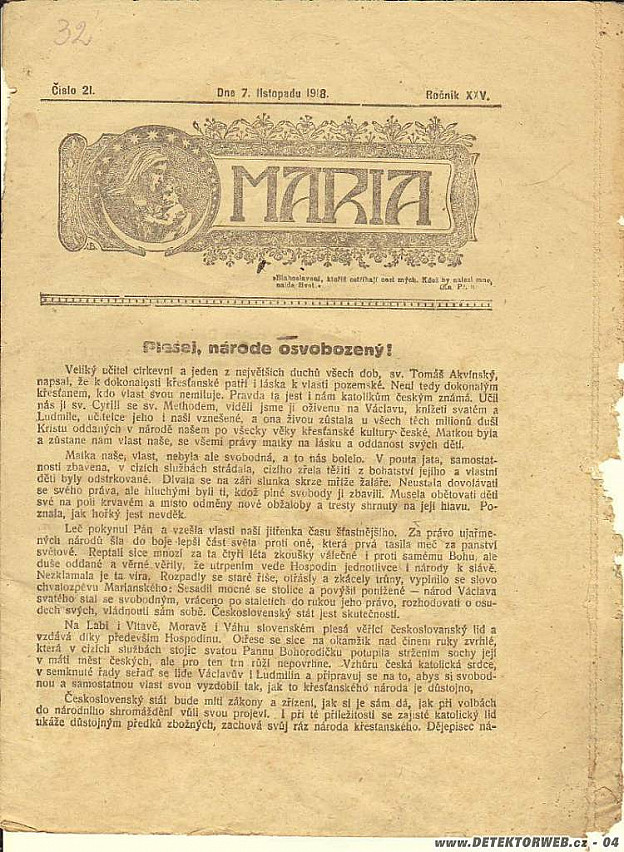 32
Číslo 21. Dne 7. listopadu 1918. Ročník XXV.
MARIA
»Blahoslavení, kteříž ostříhají cest mých. Kdož by nalezl mne,
najde život.«
Plesej, národe osvobozený!
Veliký učitel církevní a jeden z největších duchů všech dob, sv. Tomáš Akvinský,
napsal, že k dokonalosti křesťanské patří i láska k vlasti pozemské. Není tedy dokonalým
křesťanem, kdo vlast svou nemiluje. Pravda ta jest i nám katolíkům českým známá. Učil
nás jí sv. Cyrill se sv. Methodem, viděli jsme ji oživenu na Václavu, knížeti svatém a
Ludmile, učitelce jeho i naší vznešené, a ona živou zůstala u všech těch milionů duší
Kristu oddaných v národě našem po všecky věky křesťanské kultury české. Matkou byla
a zůstane nám vlast naše, se všemi právy matky na lásku a oddanost svých dětí.
Matka naše, vlast, nebyla ale svobodná, a to nás bolelo. V pouta jata, samostat-
nosti zbavena, v cizích službách strádala, cizího zřela těžiti z bohatství jejího a vlastní
děti byly odstrkované. Dívala se na září slunka skrze mříže žaláře. Neustala dovolávati
se svého práva, ale hluchými byli ti, kdož plné svobody ji zbavili. Musela obětovati děti
své na poli krvavém a místo odměny nové obžaloby a tresty shrnuty na její hlavu. Po-
znala, jak hořký jest nevděk.
Leč pokynul Pán a vzešla vlasti naší jitřenka času šťastnějšího. Za právo ujařme-
ných národů šla do boje lepší část světa proti oné, která prvá tasila meč za panství
světové. Reptali sice mnozí za ta čtyři léta zkoušky válečné i proti samému Bohu, ale
duše oddané a věrné věřily, že utrpením vede Hospodin jednotlivce i národy k slávě.
Nezklamala je ta víra. Rozpadly se staré říše, otřásly a zkácely trůny, vyplnilo se slovo
chvalozpěvu Marianského: Sesadil mocné se stolice a povýšil ponížené — národ Václava
svatého stal se svobodným, vráceno po staletích do rukou jeho právo, rozhodovati o osu-
dech svých, vládnouti sám sobě. Československý stát jest skutečností.
Na Labi i Vltavě, Moravě i Váhu slovenském plesá věřící českoslovanský lid a
vzdává díky především Hospodinu. Otřese se sice na okamžik nad činem ruky zvrhlé,
která v cizích službách stojíc svatou Pannu Bohorodičku potupila stržením sochy její
v máti měst českých, ale pro ten trn růží nepovrhne. Vzhůru česká katolická srdce,
v semknuté řady seřaď se lide Václavův i Ludmilin a připravuj se na to, abys si svobod-
nou a samostatnou vlast svou vyzdobil tak, jak to křesťanského národa je důstojno,
Československý stát bude míti zákony a zřízení, jak si je sám dá, jak při volbách
do národního shromáždění vůli svou projeví. I při té příležitosti se zajisté katolický lid
ukáže důstojným předků zbožných, zachová svůj ráz národa křesťanského. Dějepisec ná-
www.DETEKTORWEB.cz - 04